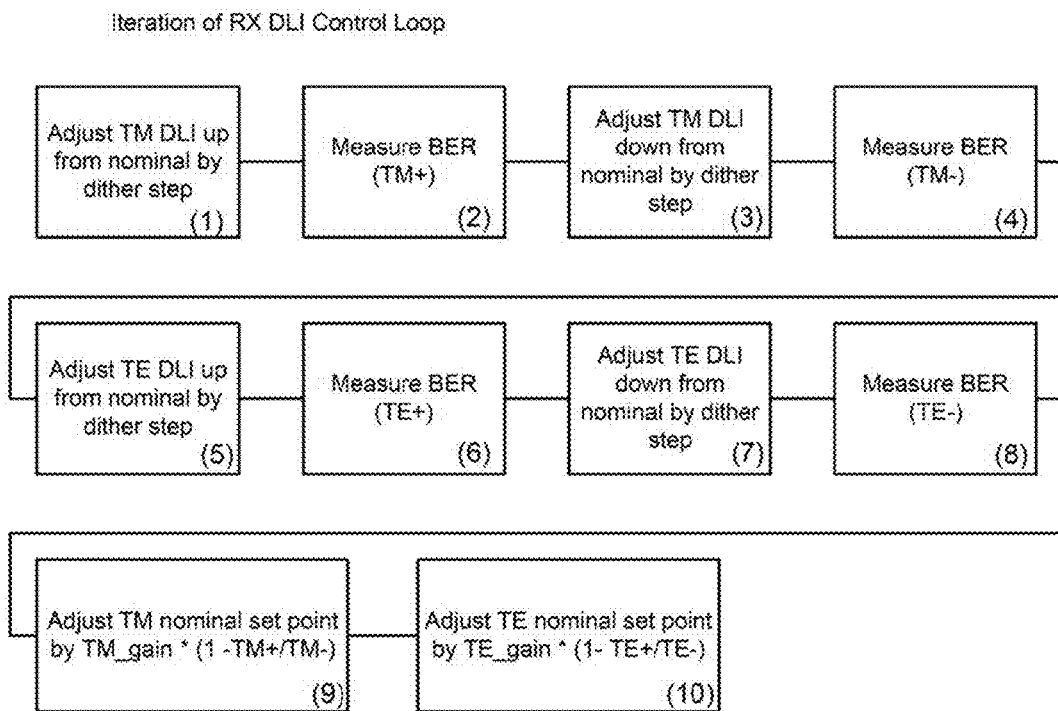 Iteration of RX DLI Control Loop
Adjust TM DLI up
from nominal by
dither step
(1)
Measure BER
(TM+)
(2)
Adjust TM DLI
down from
nominal by dither
step
(3)
Measure BER
(TM-)
(4)
Adjust TE DLI up
from nominal by
dither step
(5)
Measure BER
(TE+)
(6)
Adjust TE DLI
down from
nominal by dither
step
(7)
Measure BER
(TE-)
(8)
Adjust TM nominal set point
by TM_gain * (1 -TM+/TM-)
(9)
Adjust TE nominal set point
by TE_gain * (1- TE+/TE-)
(10)